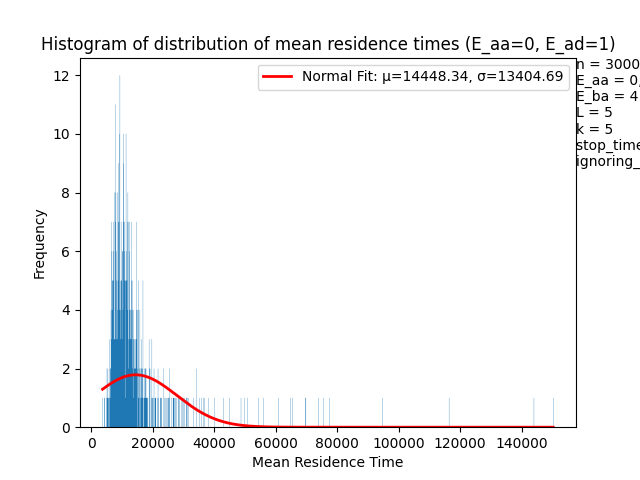 Histogram of distribution of mean residence times (E_aa=0, E_ad=1)
Normal Fit: μ=14448.34, σ=13404.69
n = 3000
E_aa = 0,
E_ba = 4
L = 5
k = 5
stop_time
ignoring_
Frequency
12
10
8
6
4
2
0
0 20000 40000 60000 80000 100000 120000 140000
Mean Residence Time